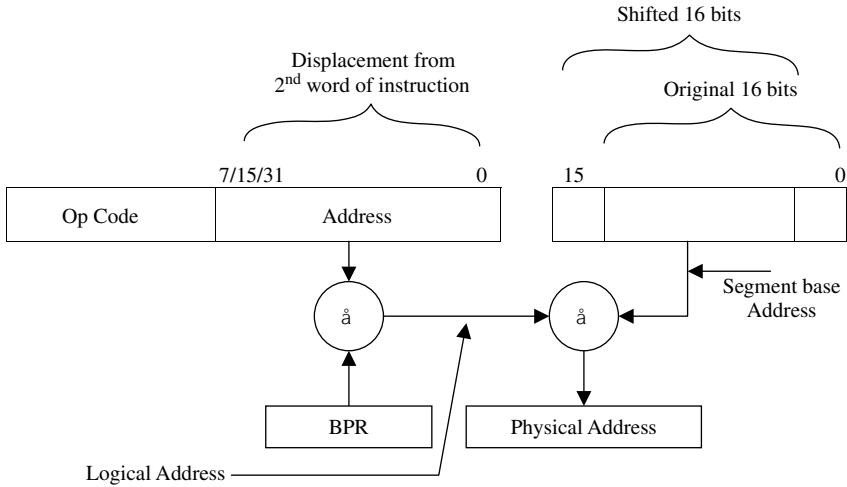 Shifted 16 bits
Displacement from
2nd word of instruction
Original 16 bits
7/15/31
0
15
0
Op Code
Address
å
å
Segment base
Address
BPR
Physical Address
Logical Address